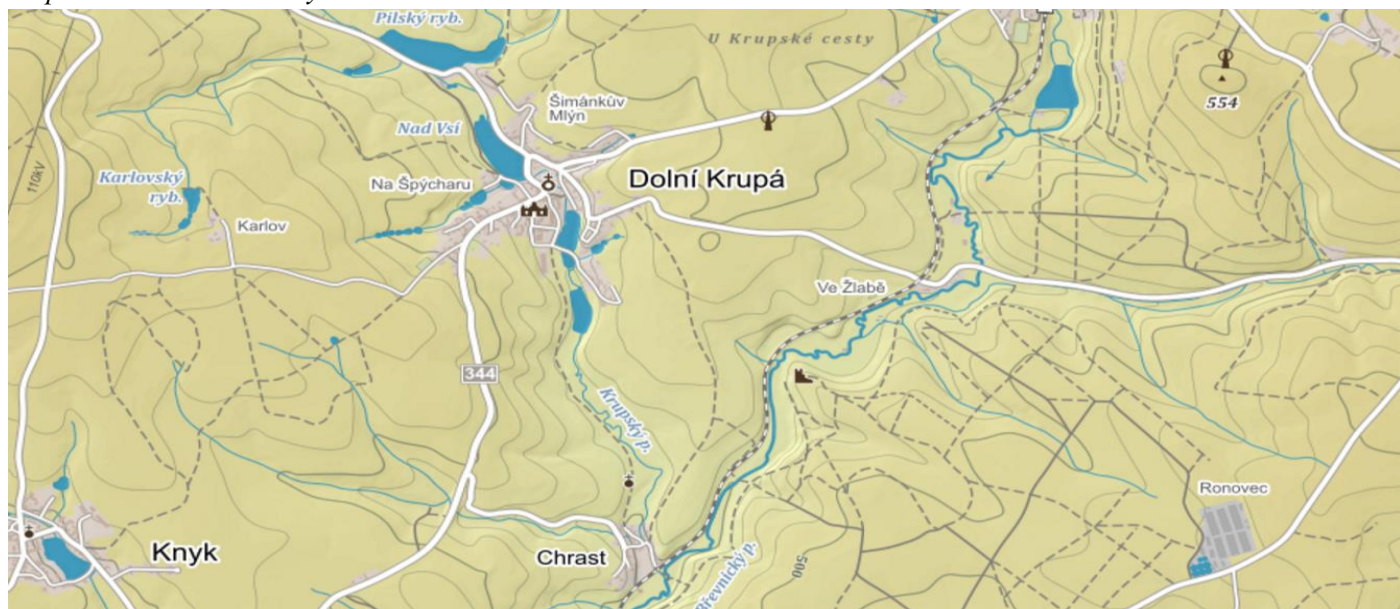 Pilský ryb.
U Krupské cesty
Šimánkův
Mlýn
554
Nad Vsí
110kV
Karlovský
ryb.
Na Špýcharu
Dolní Krupá
Karlov
Ve Žlabě
344
Krupský p.
Ronovec
Knyk
Chrast
Břevnický p.
500